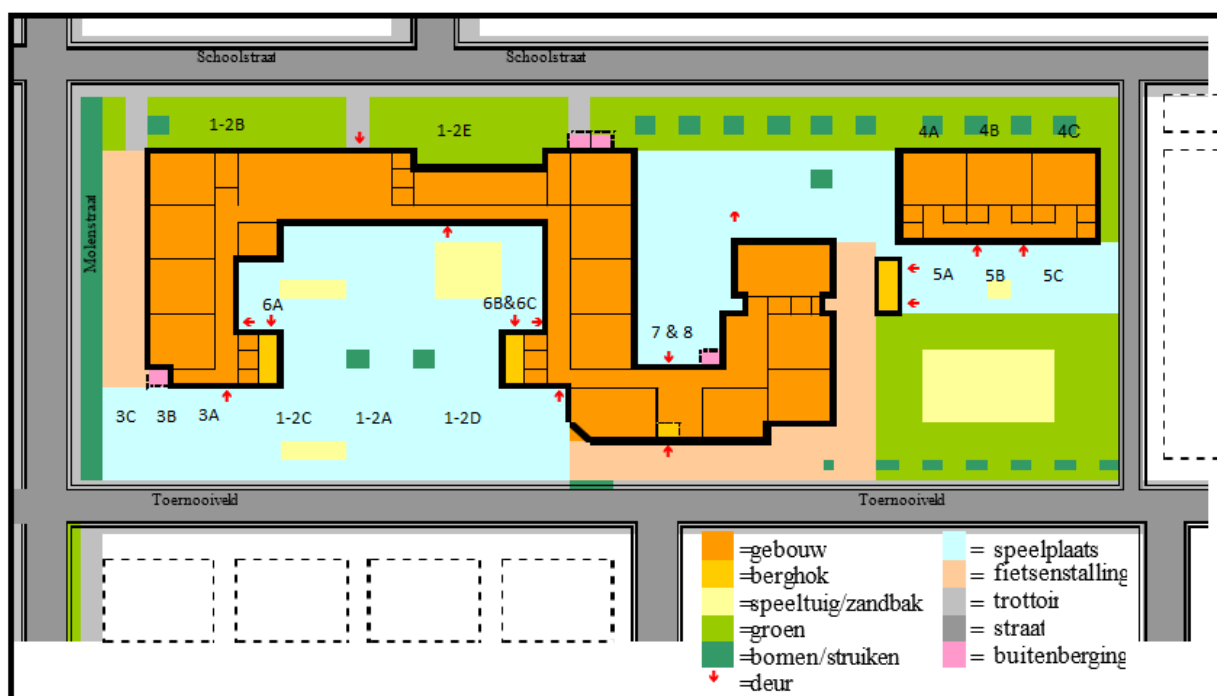 Schoolstraat Schoolstraat
1-2B 1-2E 4A 4B 4C
Molenstraat
5A 5B 5C
6A 6B&6C
7 & 8
3C 3B 3A 1-2C 1-2A 1-2D
Toernooiveld Toernooiveld
=gebouw
=berghok
=speeltuig/zandbak
=groen
=bomen/struiken
=deur
= speelplaats
= fietsenstalling
= trottoir
= straat
= buitenberging